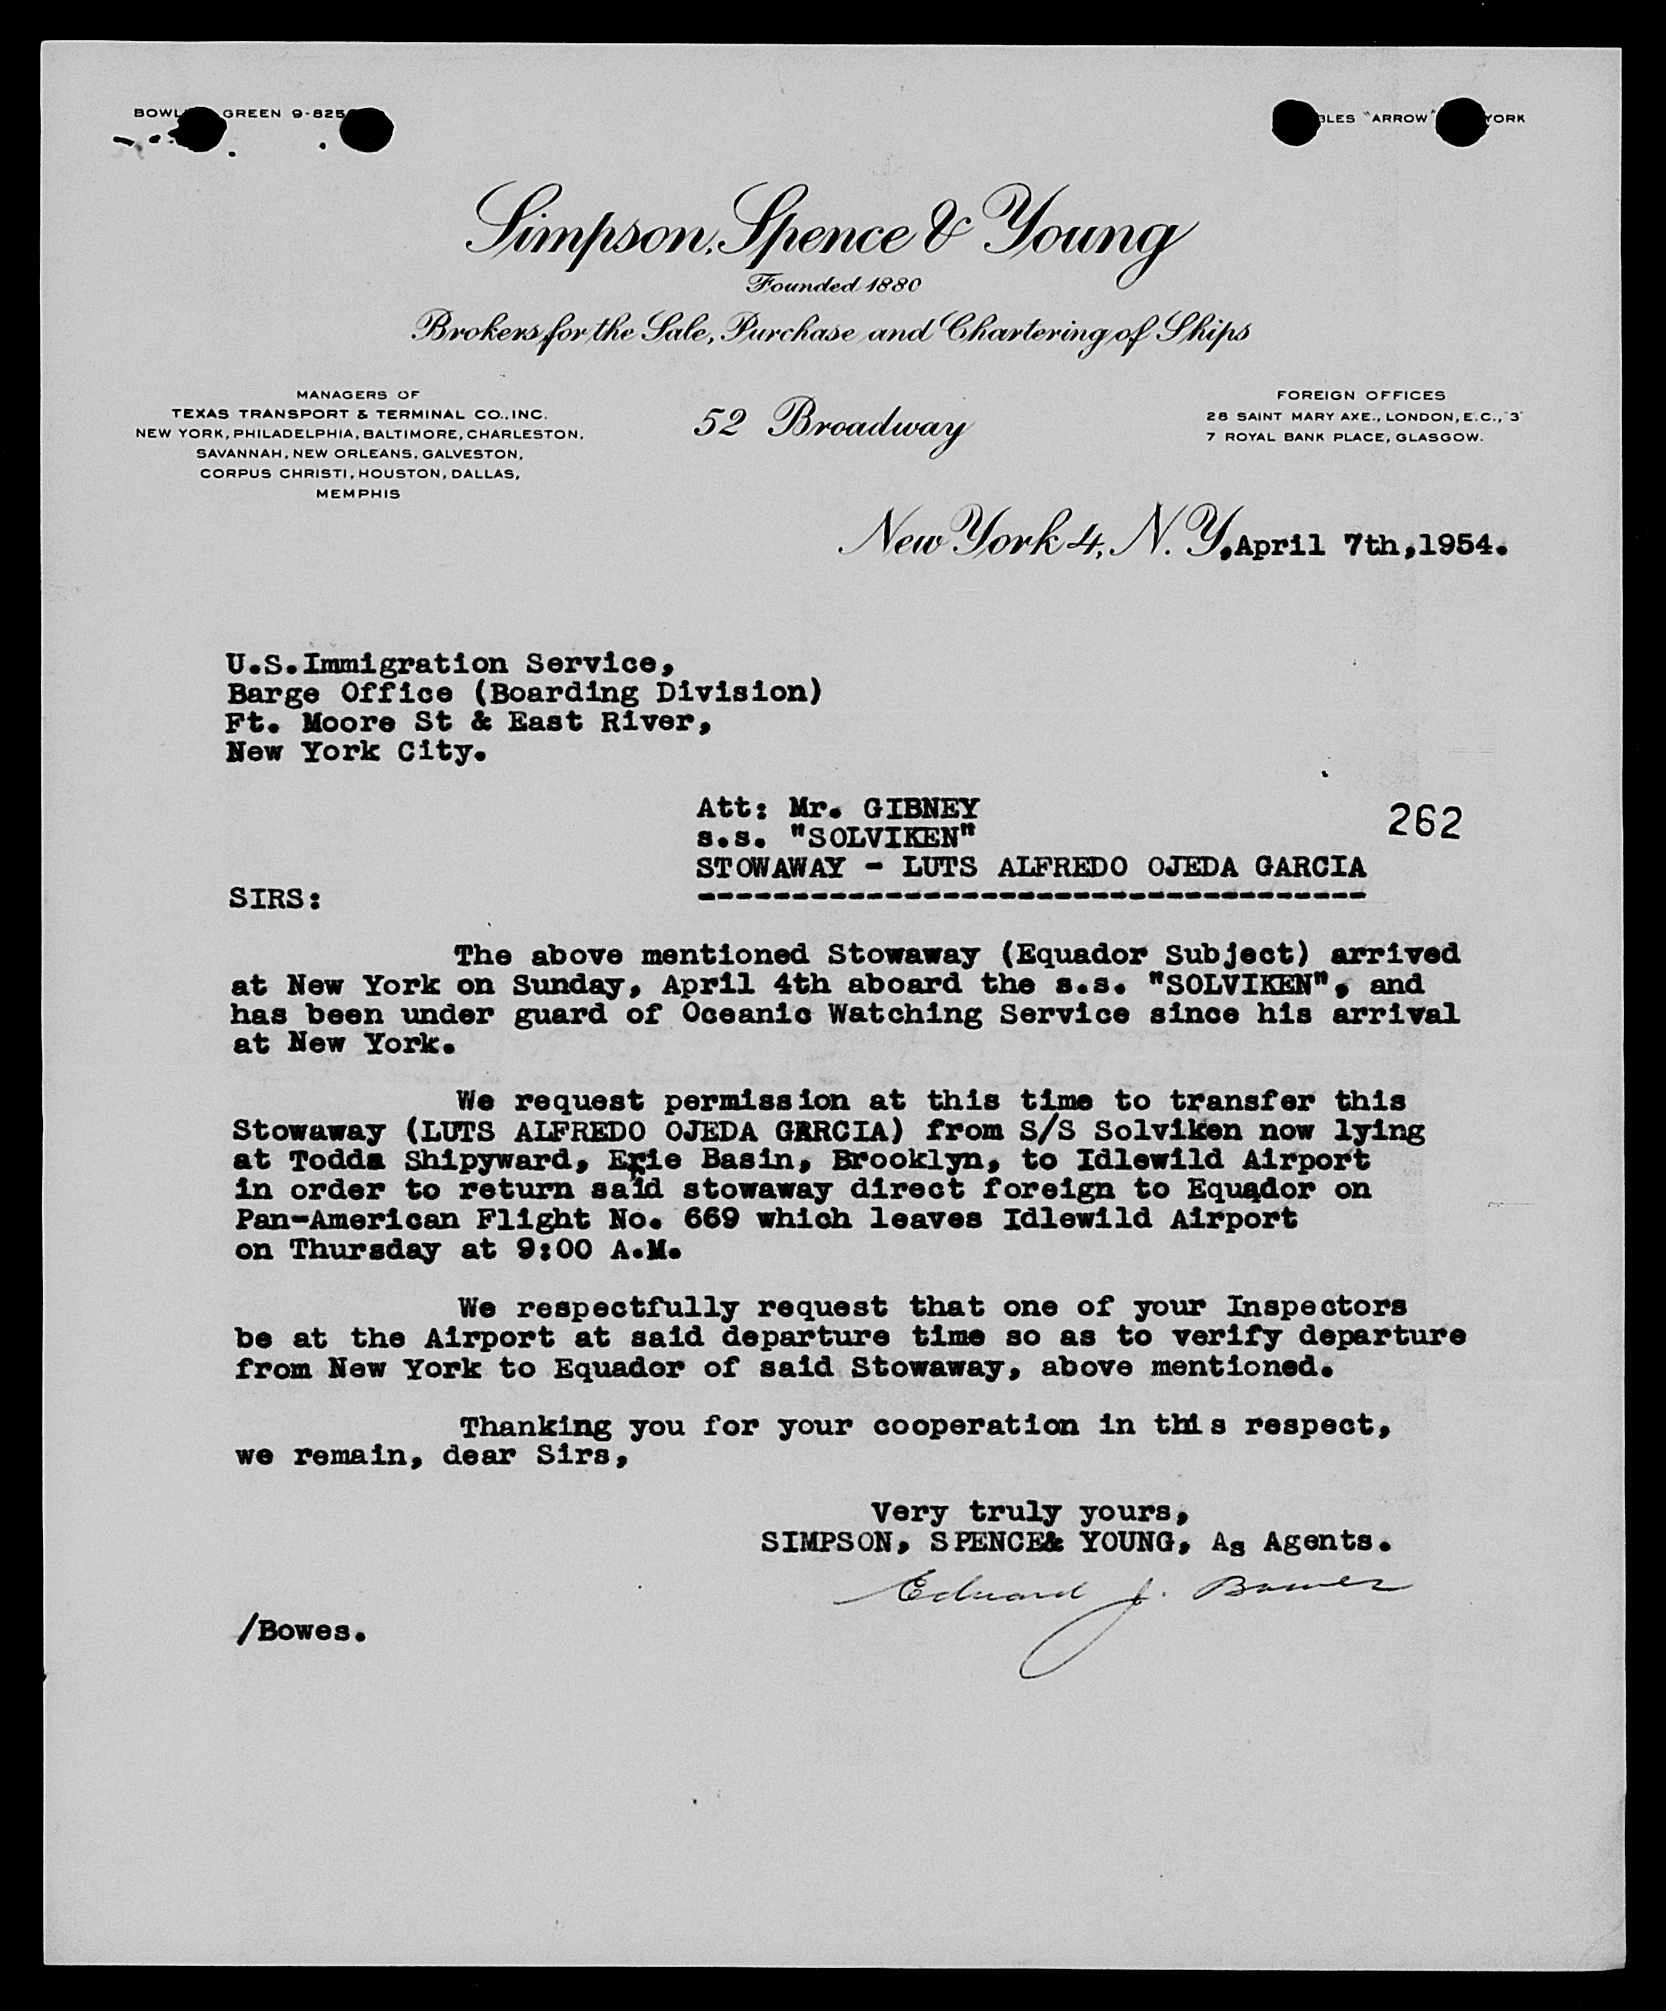 GREEN 9-825
"ARROW"
Simpson, Spence & Young
Founded 1880
Brokers for the Sale, Purchase and Chartering of Ships
MANAGERS OF
TEXAS TRANSPORT & TERMINAL CO., INC.
NEW YORK, PHILADELPHIA, BALTIMORE, CHARLESTON,
SAVANNAH, NEW ORLEANS, GALVESTON,
CORPUS CHRISTI, HOUSTON, DALLAS,
MEMPHIS
52 Broadway
FOREIGN OFFICES
28 SAINT MARY AXE., LONDON, E.C., "3"
7 ROYAL BANK PLACE, GLASGOW.
New York 4, N.Y.,April 7th,1954.
U.S.Immigration Service,
Barge Office (Boarding Division)
Ft. Moore St & East River,
New York City.
Att: Mr. GIBNEY
262
s.s. "SOLVIKEN"
STOWAWAY - LUTS ALFREDO OJEDA GARCIA
SIRS:
------------------------------------
The above mentioned Stowaway (Equador Subject) arrived
at New York on Sunday, April 4th aboard the s.s. "SOLVIKEN", and
has been under guard of Oceanic Watching Service since his arrival
at New York.
We request permission at this time to transfer this
Stowaway (LUTS ALFREDO OJEDA GARCIA) from S/S Solviken now lying
at Todds Shipyward, Erie Basin, Brooklyn, to Idlewild Airport
in order to return said stowaway direct foreign to Equador on
Pan-American Flight No. 669 which leaves Idlewild Airport
on Thursday at 9:00 A.M.
We respectfully request that one of your Inspectors
be at the Airport at said departure time so as to verify departure
from New York to Equador of said Stowaway, above mentioned.
Thanking you for your cooperation in this respect,
we remain, dear Sirs,
Very truly yours,
SIMPSON, SPENCE& YOUNG, As Agents.
Edward J. Bowes
/Bowes.